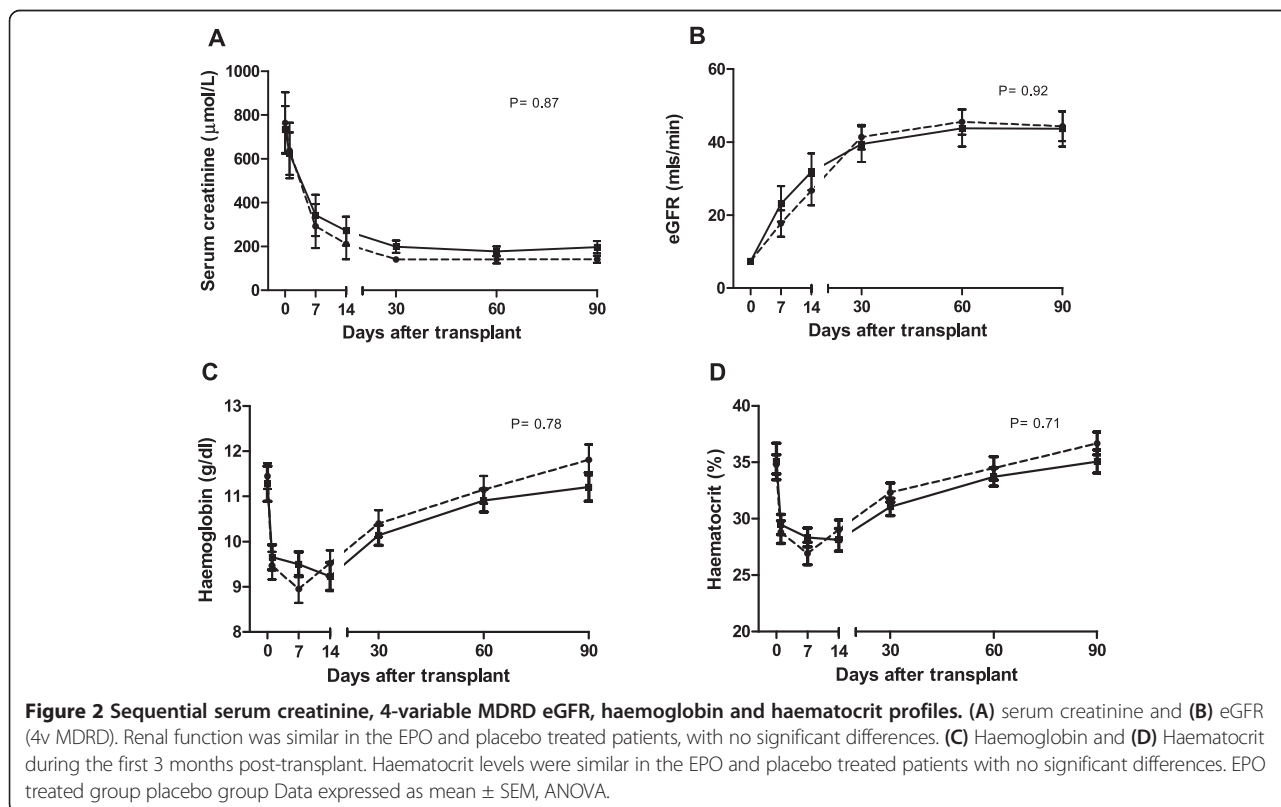 A
1000
800
600
400
200
0
Serum creatinine (μmol/L)
P= 0.87
0 7 14 30 60 90
Days after transplant
B
60
40
20
0
eGFR (mls/min)
P= 0.92
0 7 14 30 60 90
Days after transplant
C
13
12
11
10
9
8
Haemoglobin (g/dl)
P= 0.78
0 7 14 30 60 90
Days after transplant
D
40
35
30
25
20
Haematocrit (%)
P= 0.71
0 7 14 30 60 90
Days after transplant
Figure 2 Sequential serum creatinine, 4-variable MDRD eGFR, haemoglobin and haematocrit profiles. (A) serum creatinine and (B) eGFR
(4v MDRD). Renal function was similar in the EPO and placebo treated patients, with no significant differences. (C) Haemoglobin and (D) Haematocrit
during the first 3 months post-transplant. Haematocrit levels were similar in the EPO and placebo treated patients with no significant differences. EPO
treated group placebo group Data expressed as mean ± SEM, ANOVA.